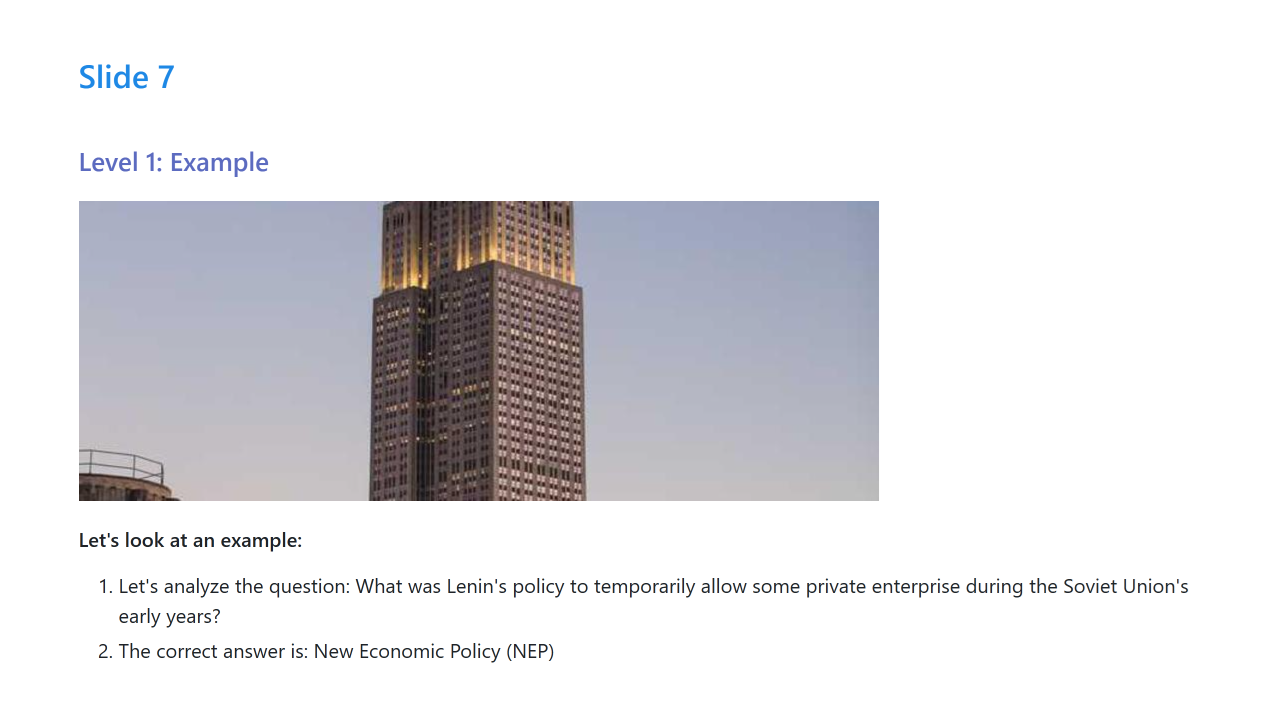 Slide 7
Level 1: Example
Let's look at an example:
1. Let's analyze the question: What was Lenin's policy to temporarily allow some private enterprise during the Soviet Union's
early years?
2. The correct answer is: New Economic Policy (NEP)